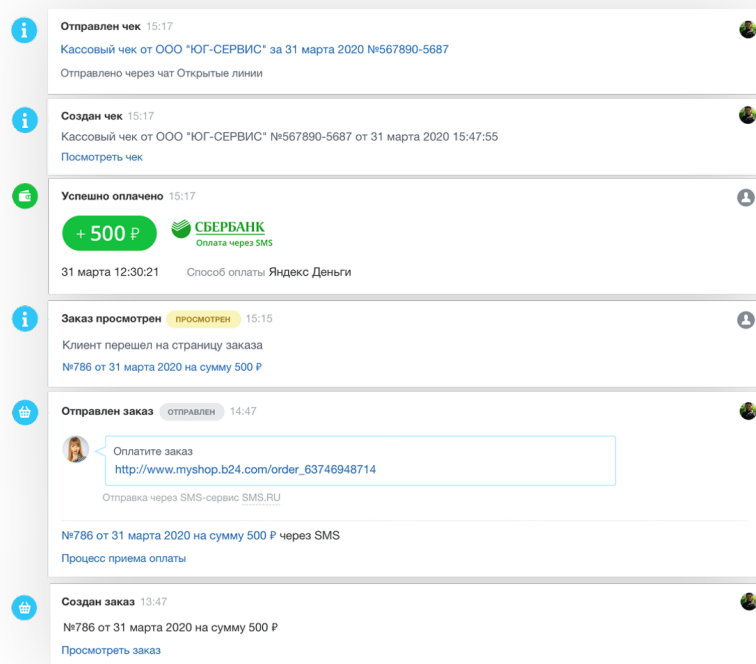 Отправлен чек 15:17
Кассовый чек от ООО "ЮГ-СЕРВИС" за 31 марта 2020 №567890-5687
Отправлено через чат Открытые линии
Создан чек 15:17
Кассовый чек от ООО "ЮГ-СЕРВИС" №567890-5687 от 31 марта 2020 15:47:55
Посмотреть чек
Успешно оплачено 15:17
+ 500 ₽ СБЕРБАНК
Оплата через SMS
31 марта 12:30:21 Способ оплаты Яндекс Деньги
Заказ просмотрен ПРОСМОТРЕН 15:15
Клиент перешел на страницу заказа
№786 от 31 марта 2020 на сумму 500 ₽
Отправлен заказ ОТПРАВЛЕН 14:47
Оплатите заказ
http://www.myshop.b24.com/order_63746948714
Отправка через SMS-сервис SMS.RU
№786 от 31 марта 2020 на сумму 500 ₽ через SMS
Процесс приема оплаты
Создан заказ 13:47
№786 от 31 марта 2020 на сумму 500 ₽
Просмотреть заказ